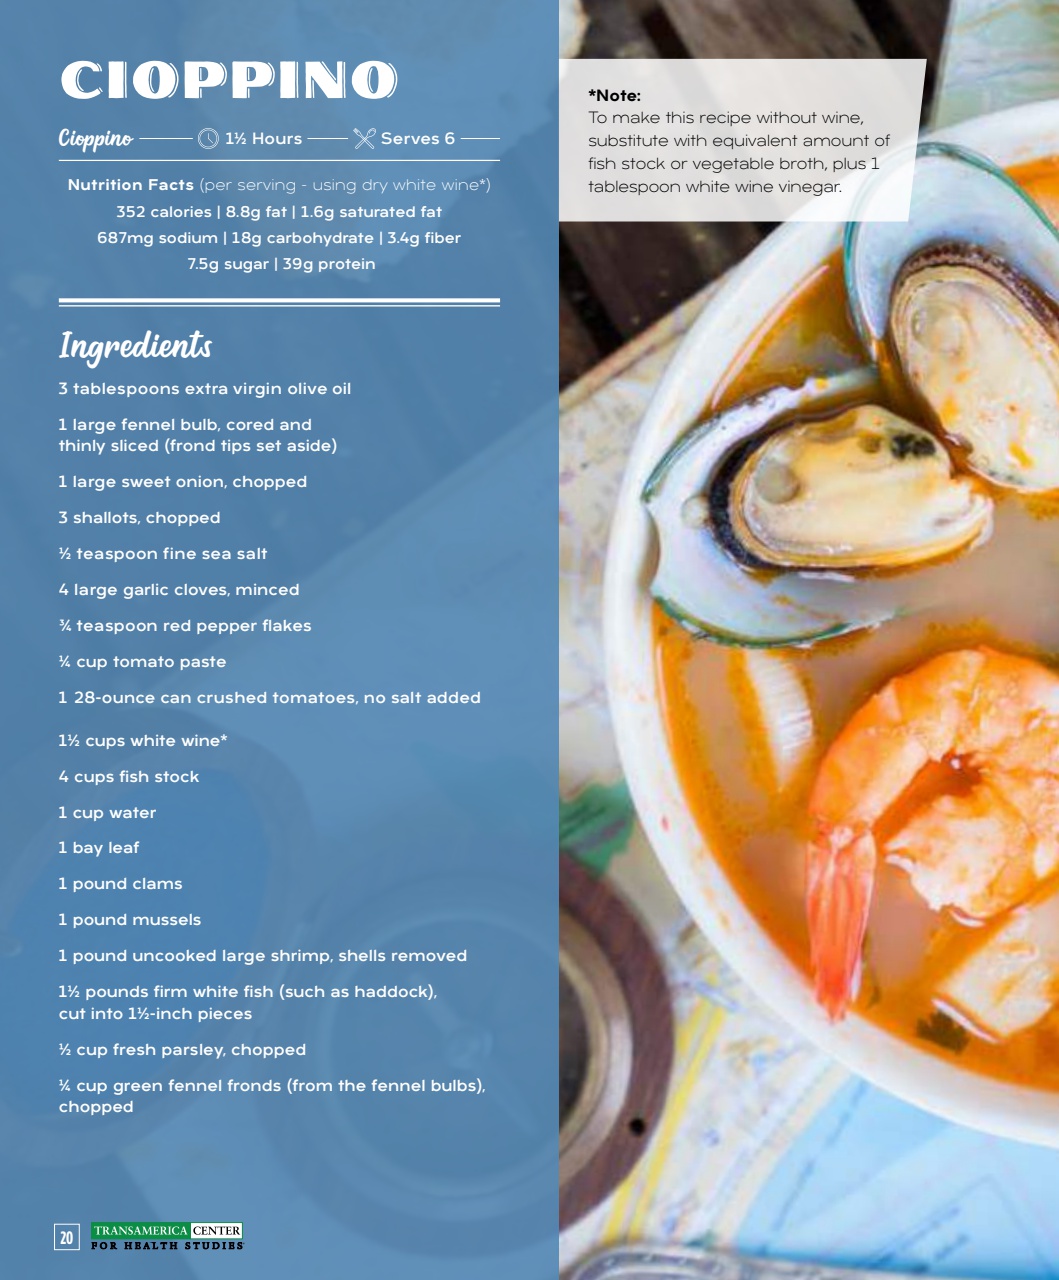 CIOPPINO
Cioppino 1½ Hours Serves 6
Nutrition Facts (per serving - using dry white wine*)
352 calories | 8.8g fat | 1.6g saturated fat
687mg sodium | 18g carbohydrate | 3.4g fiber
7.5g sugar | 39g protein
Ingredients
3 tablespoons extra virgin olive oil
1 large fennel bulb, cored and
thinly sliced (frond tips set aside)
1 large sweet onion, chopped
3 shallots, chopped
½ teaspoon fine sea salt
4 large garlic cloves, minced
¾ teaspoon red pepper flakes
¼ cup tomato paste
1 28-ounce can crushed tomatoes, no salt added
1½ cups white wine*
4 cups fish stock
1 cup water
1 bay leaf
1 pound clams
1 pound mussels
1 pound uncooked large shrimp, shells removed
1½ pounds firm white fish (such as haddock),
cut into 1½-inch pieces
½ cup fresh parsley, chopped
¼ cup green fennel fronds (from the fennel bulbs),
chopped
20
TRANSAMERICA CENTER
FOR HEALTH STUDIES
*Note:
To make this recipe without wine,
substitute with equivalent amount of
fish stock or vegetable broth, plus 1
tablespoon white wine vinegar.